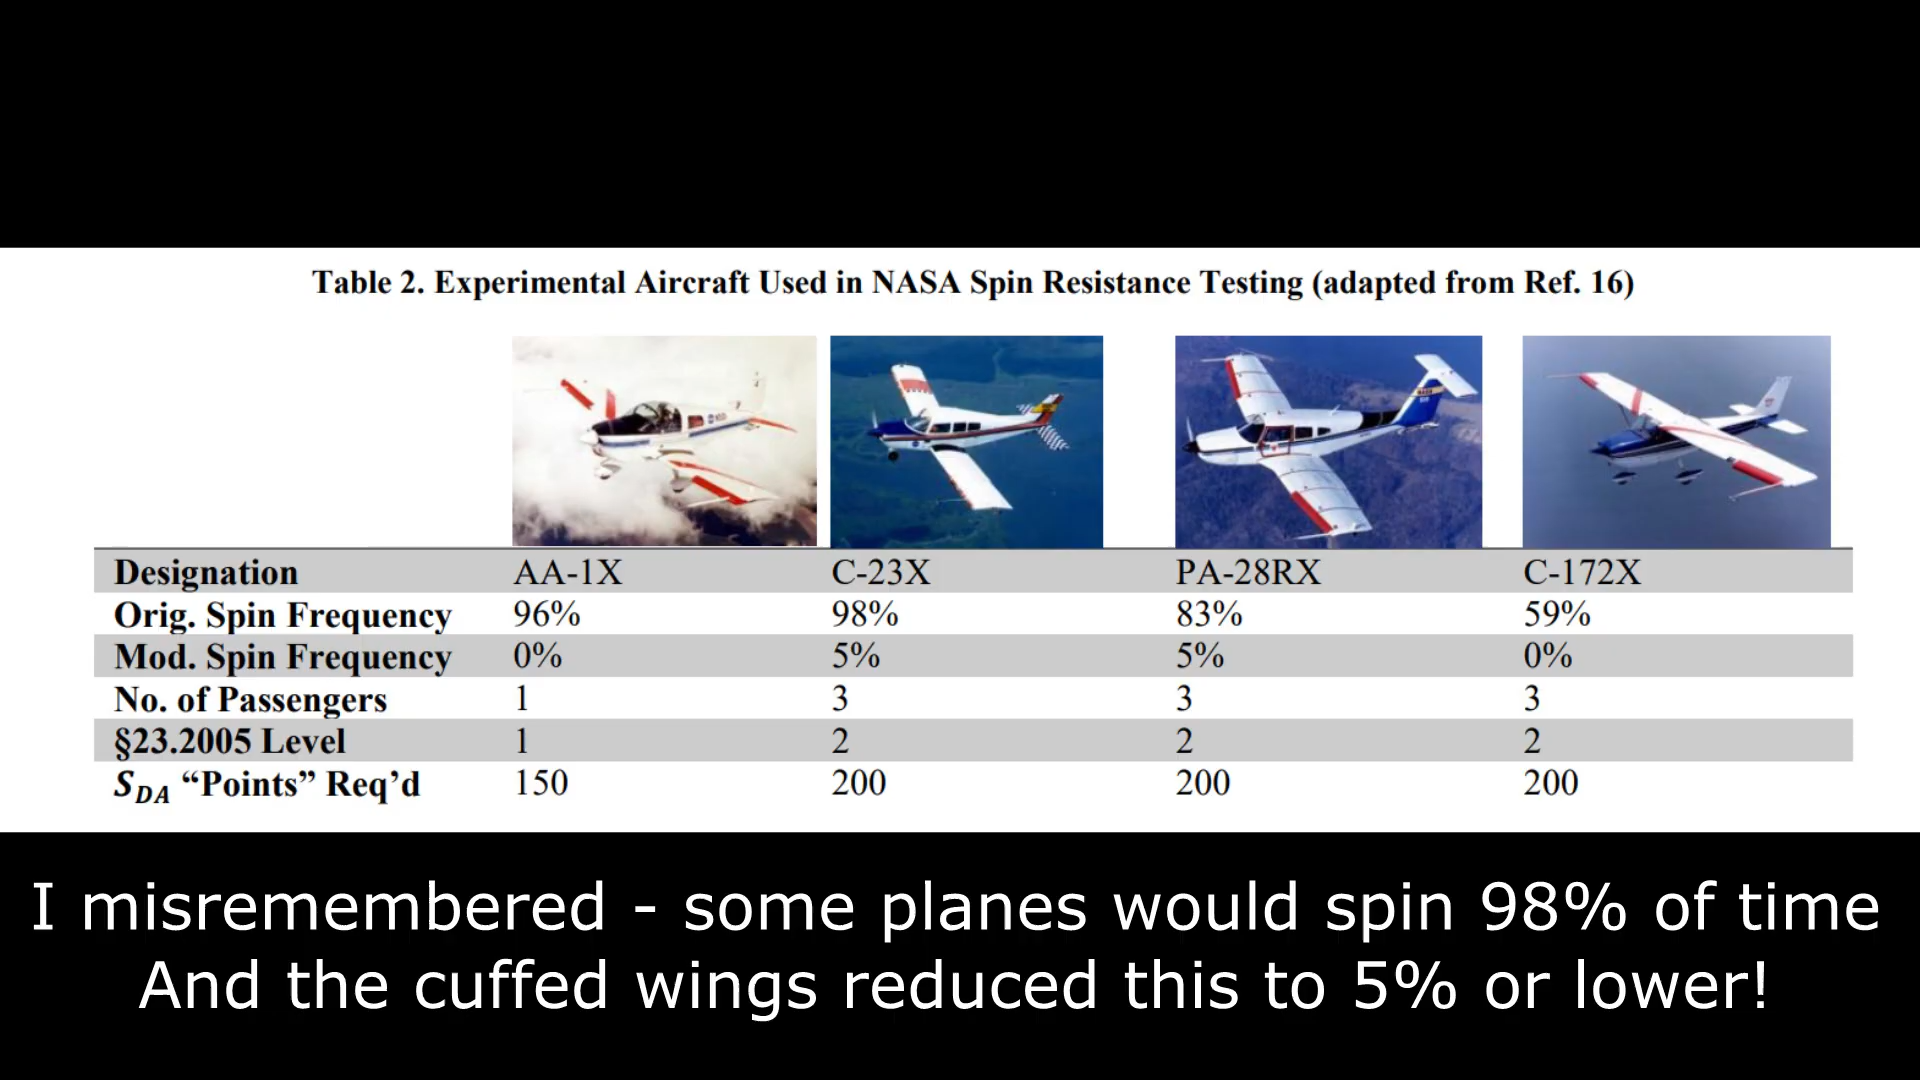 Table 2. Experimental Aircraft Used in NASA Spin Resistance Testing (adapted from Ref. 16)
Designation AA-1X C-23X PA-28RX C-172X
Orig. Spin Frequency 96% 98% 83% 59%
Mod. Spin Frequency 0% 5% 5% 0%
No. of Passengers 1 3 3 3
§23.2005 Level 1 2 2 2
S_DA “Points” Req’d 150 200 200 200
I misremembered - some planes would spin 98% of time
And the cuffed wings reduced this to 5% or lower!